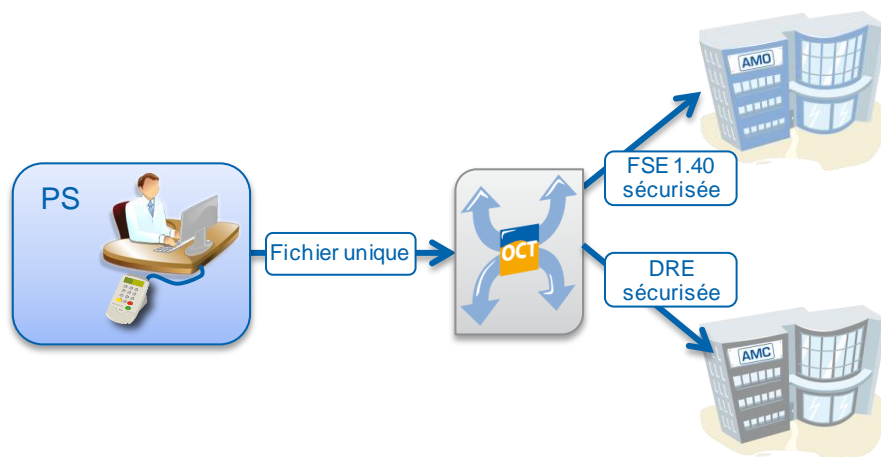 AMO
FSE 1.40
sécurisée
PS
Fichier unique
OCT
DRE
sécurisée
AMC